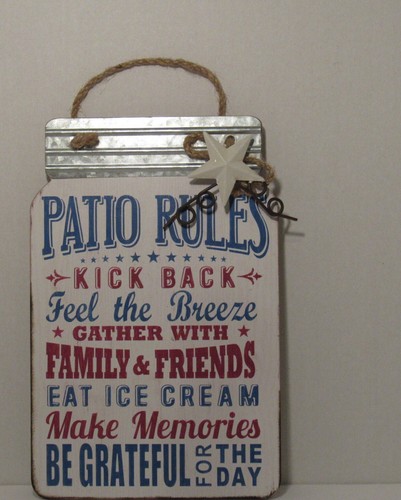 PATIO RULES
KICK BACK
Feel the Breeze
GATHER WITH
FAMILY & FRIENDS
EAT ICE CREAM
Make Memories
BE GRATEFUL FOR THE DAY